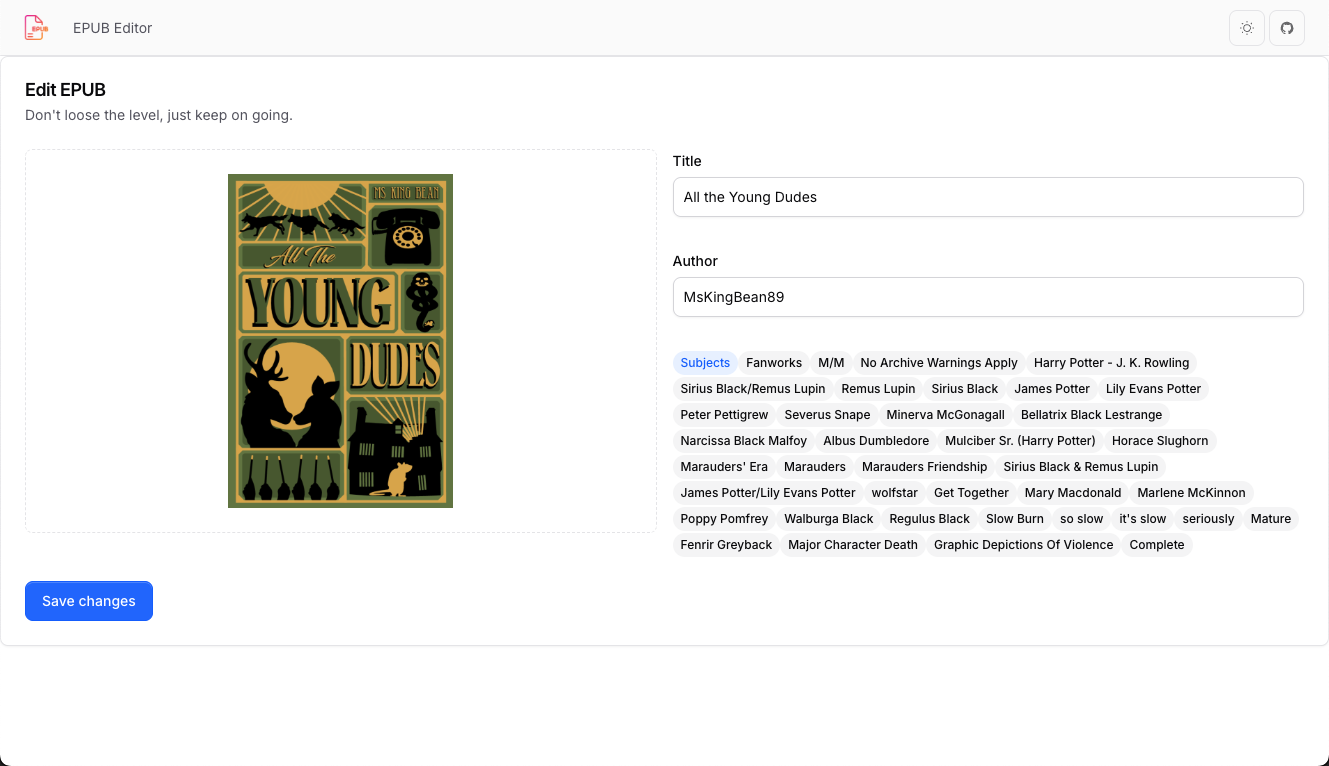 EPUB
EPUB Editor
Edit EPUB
Don't loose the level, just keep on going.
MS KING BEAN
All The
YOUNG
DUDES
Title
All the Young Dudes
Author
MsKingBean89
Subjects Fanworks M/M No Archive Warnings Apply Harry Potter - J. K. Rowling
Sirius Black/Remus Lupin Remus Lupin Sirius Black James Potter Lily Evans Potter
Peter Pettigrew Severus Snape Minerva McGonagall Bellatrix Black Lestrange
Narcissa Black Malfoy Albus Dumbledore Mulciber Sr. (Harry Potter) Horace Slughorn
Marauders' Era Marauders Marauders Friendship Sirius Black & Remus Lupin
James Potter/Lily Evans Potter wolfstar Get Together Mary Macdonald Marlene McKinnon
Poppy Pomfrey Walburga Black Regulus Black Slow Burn so slow it's slow seriously Mature
Fenrir Greyback Major Character Death Graphic Depictions Of Violence Complete
Save changes